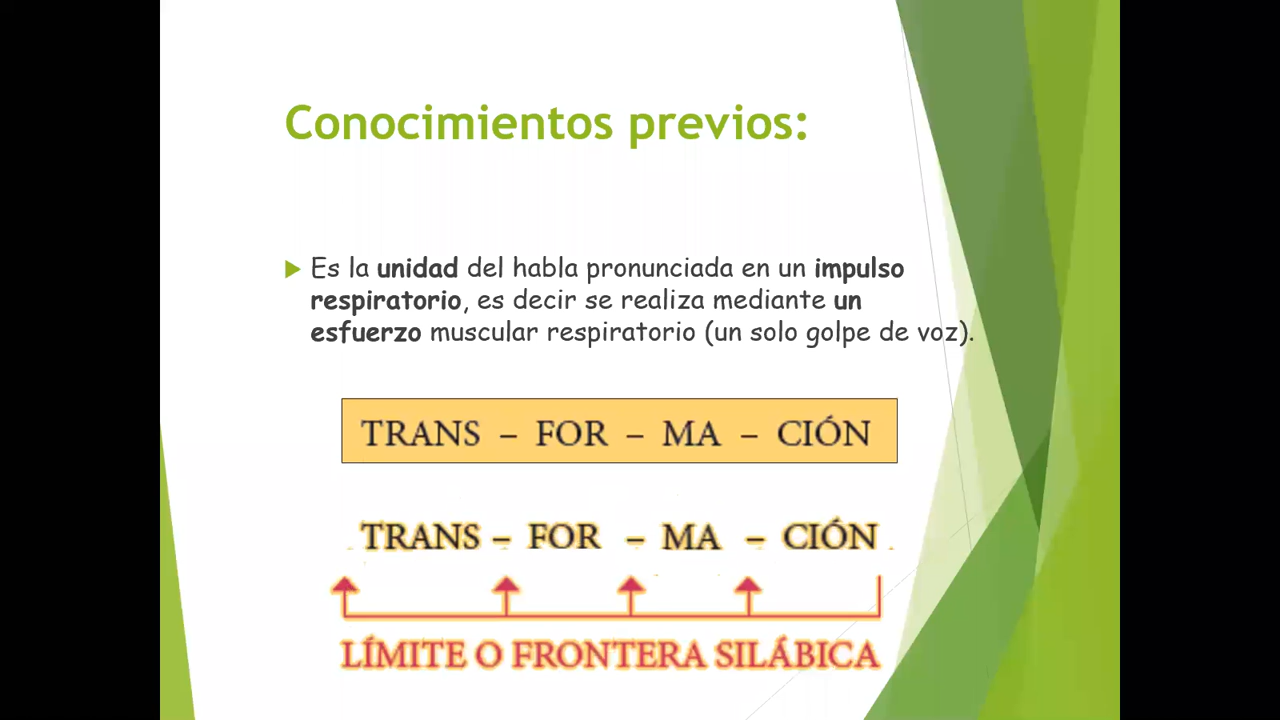 Conocimientos previos:
Es la unidad del habla pronunciada en un impulso
respiratorio, es decir se realiza mediante un
esfuerzo muscular respiratorio (un solo golpe de voz).
TRANS – FOR – MA – CIÓN
TRANS – FOR – MA – CIÓN
LÍMITE O FRONTERA SILÁBICA